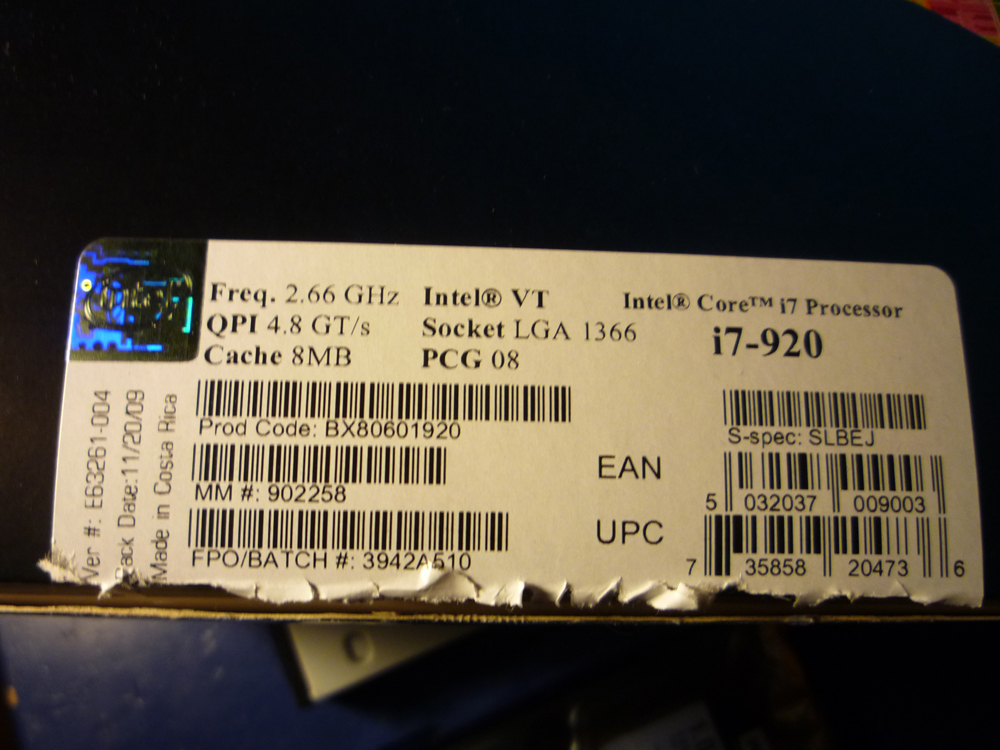 Freq. 2.66 GHz
QPI 4.8 GT/s
Cache 8MB
Intel® VT
Socket LGA 1366
PCG 08
Intel® Core™ i7 Processor
i7-920
Prod Code: BX80601920
MM #: 902258
FPO/BATCH #: 3942A510
S-spec: SLBEJ
EAN
5 032037 009003
UPC
7 35858 20473 6
Ver #: E63261-004
Pack Date:11/20/09
Made in Costa Rica